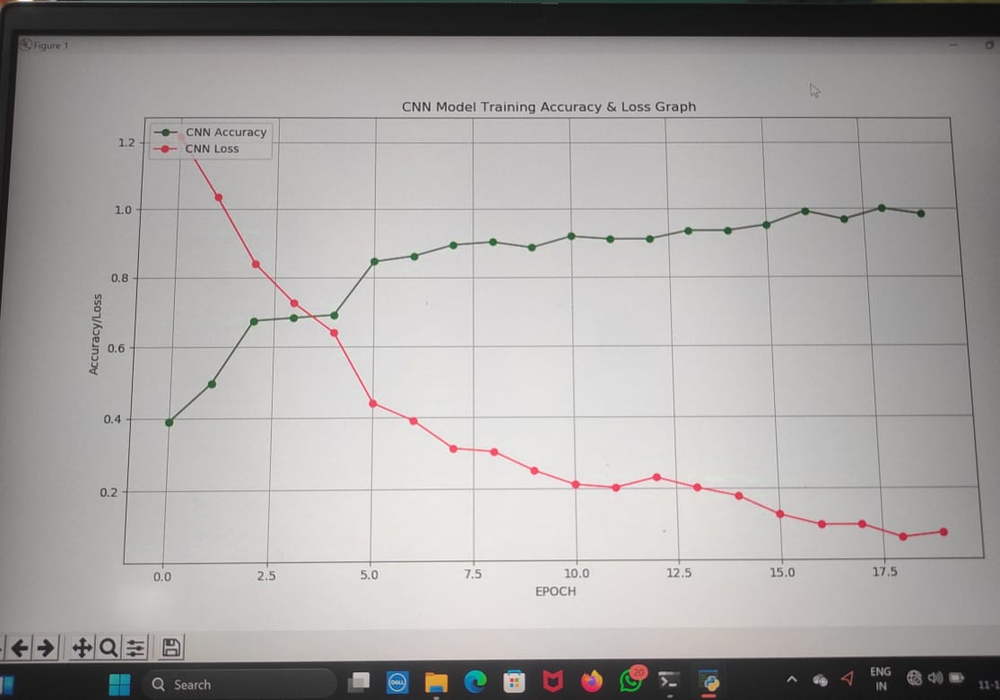 Figure 1
CNN Model Training Accuracy & Loss Graph
CNN Accuracy
CNN Loss
1.2
1.0
0.8
0.6
0.4
0.2
Accuracy/Loss
0.0 2.5 5.0 7.5 10.0 12.5 15.0 17.5
EPOCH
DELL
20
Search
ENG
IN
11-